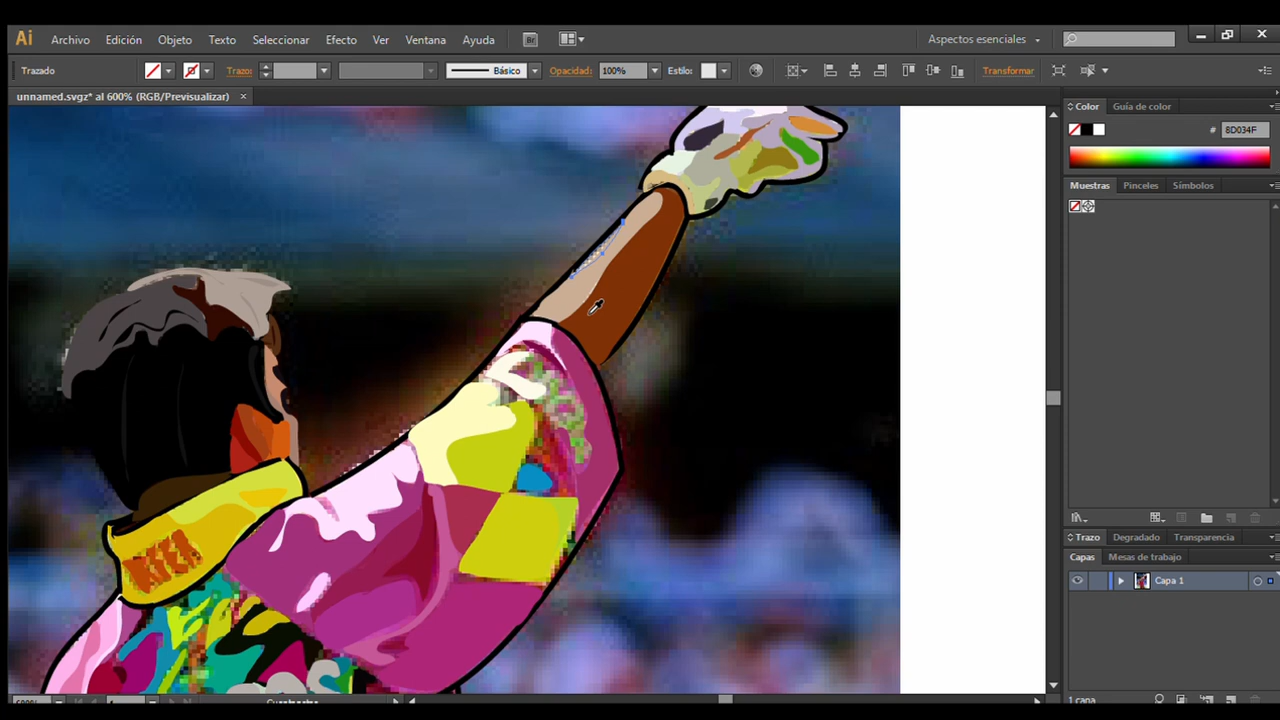 Ai Archivo Edición Objeto Texto Seleccionar Efecto Ver Ventana Ayuda Br Aspectos esenciales
Trazado Trazo: Básico Opacidad: 100% Estilo: Transformar
unnamed.svgz* al 600% (RGB/Previsualizar)
Color Guía de color
# 8D034F
Muestras Pinceles Símbolos
Trazo Degradado Transparencia
Capas Mesas de trabajo
Capa 1
1 capa